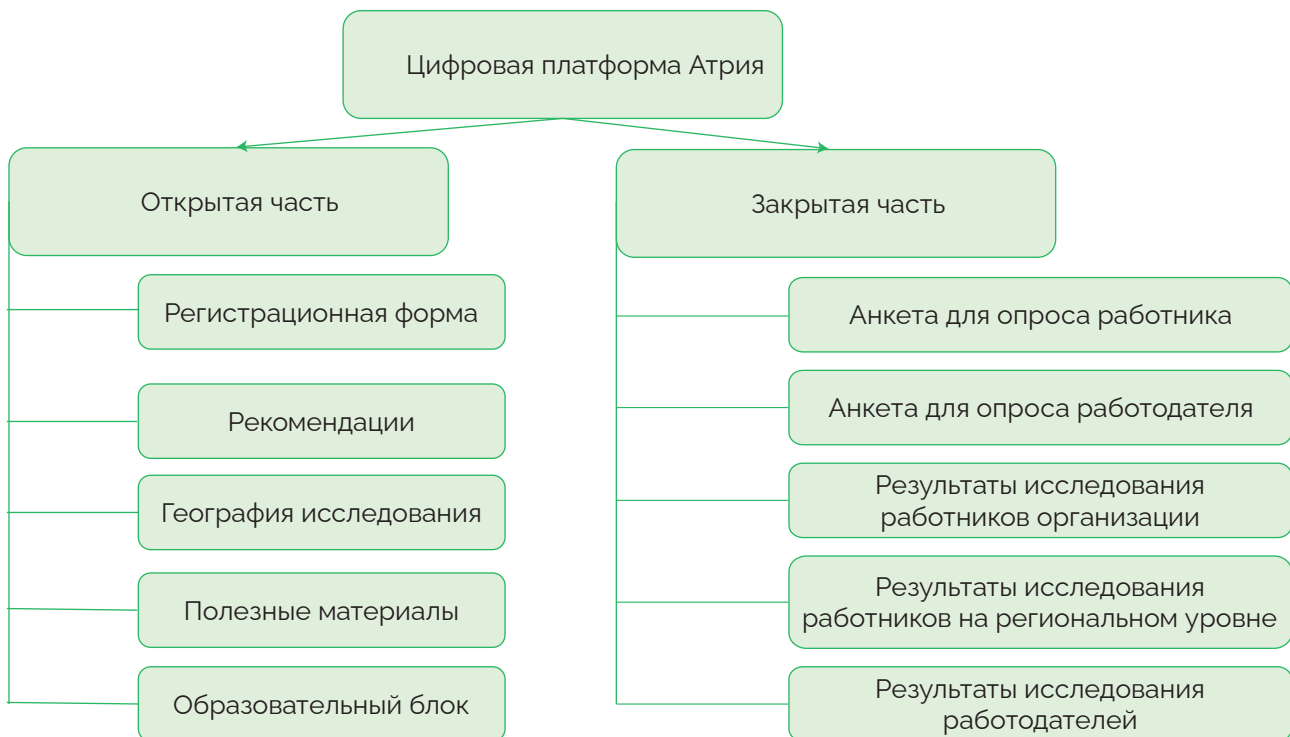 Цифровая платформа Атрия
Открытая часть
Регистрационная форма
Рекомендации
География исследования
Полезные материалы
Образовательный блок
Закрытая часть
Анкета для опроса работника
Анкета для опроса работодателя
Результаты исследования
работников организации
Результаты исследования
работников на региональном уровне
Результаты исследования
работодателей